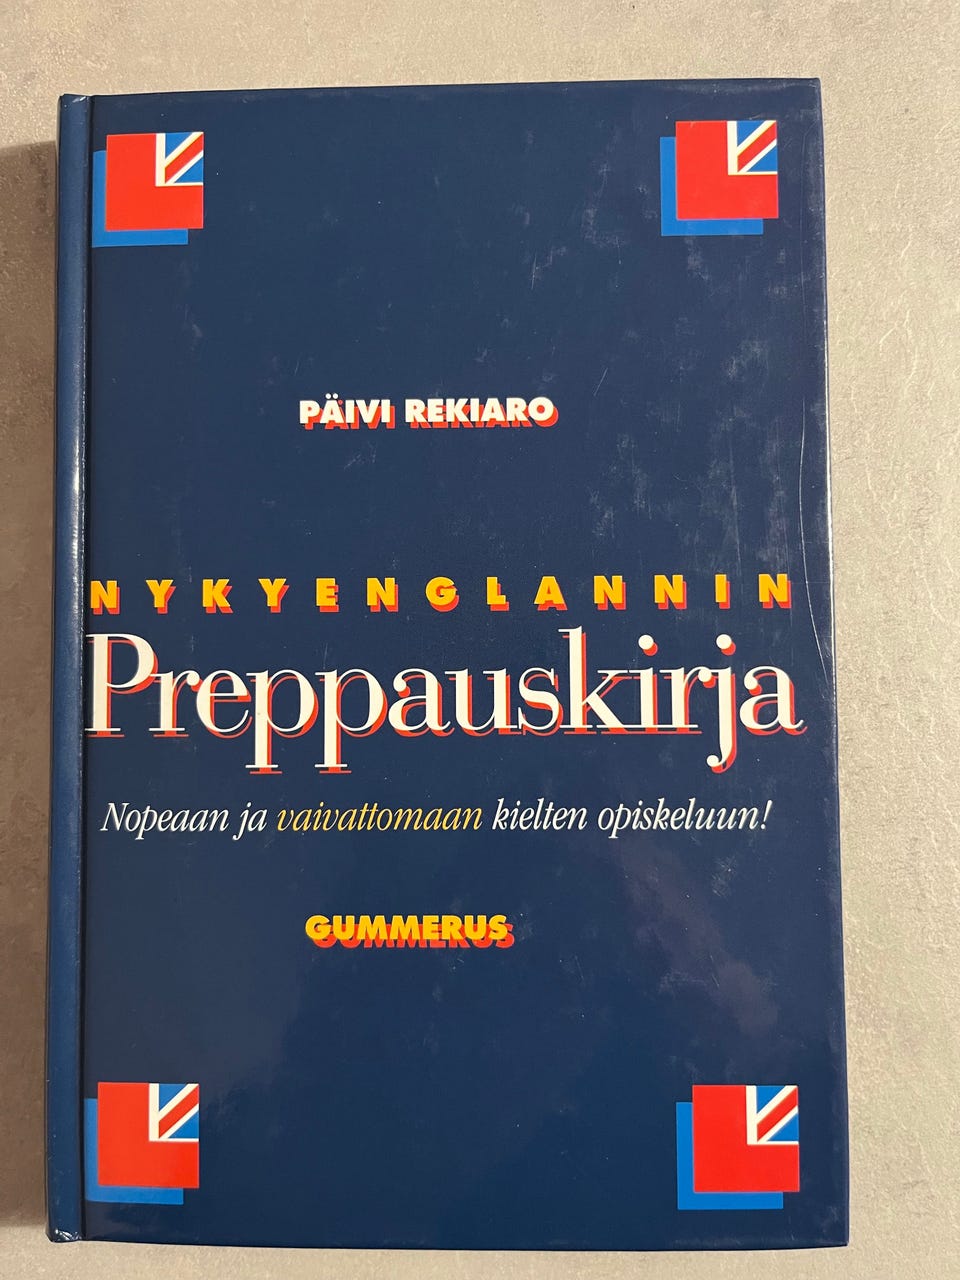 PÄIVI REKIARO
NYKYENGLANNIN
Preppauskirja
Nopeaan ja vaivattomaan kielten opiskeluun!
GUMMERUS